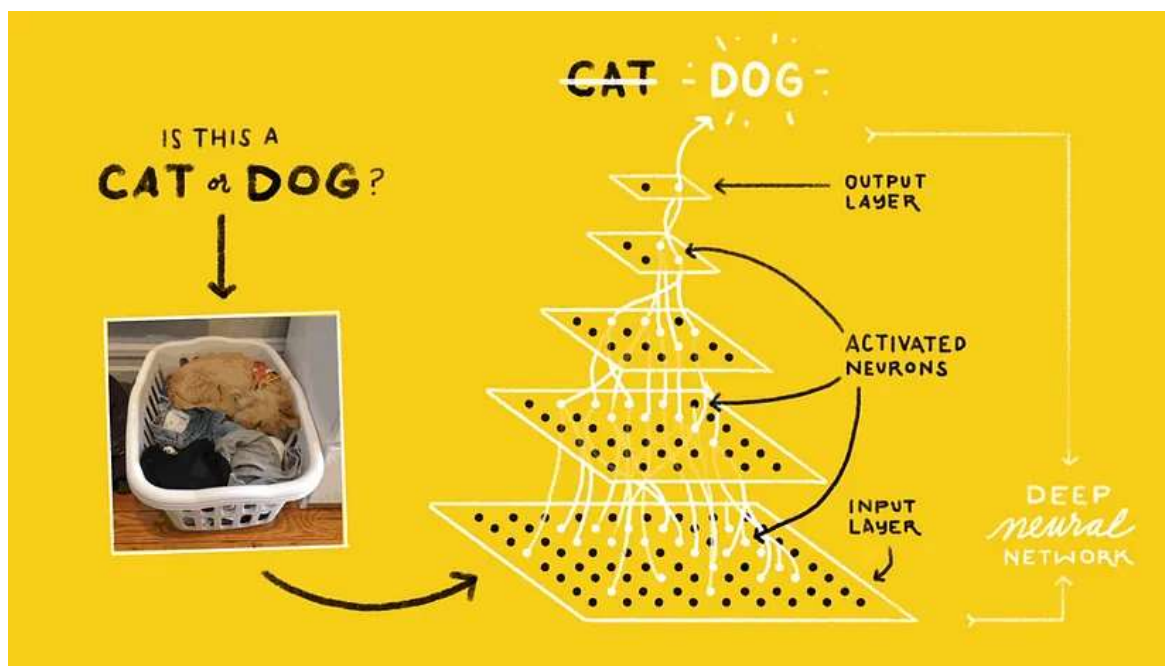 IS THIS A
CAT or DOG?
CAT DOG
OUTPUT
LAYER
ACTIVATED
NEURONS
INPUT
LAYER
DEEP
neural
NETWORK